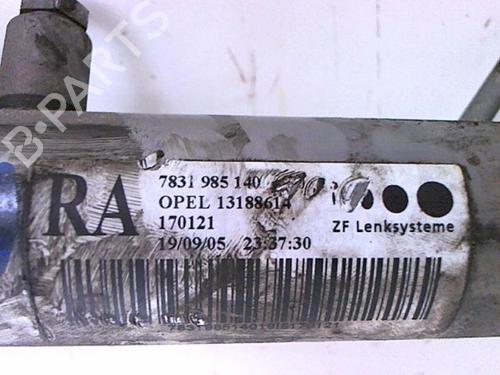 B-PARTS
RA
7831 985 140
OPEL 13188614
170121
19/09/05 23:37:30
ZF Lenksysteme